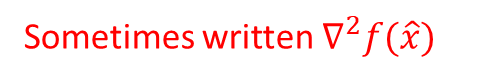 Sometimes written ∇²f(x̂)